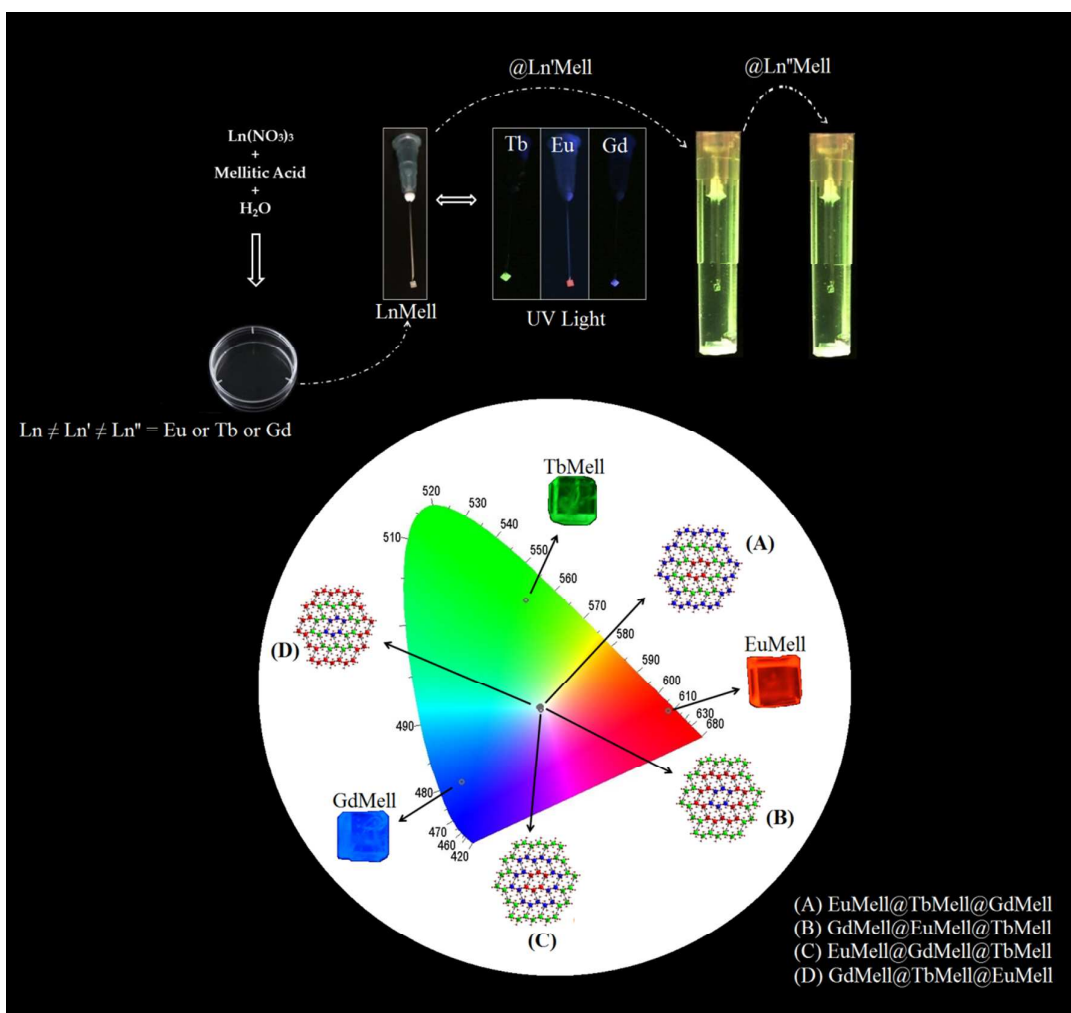 @Ln'Mell
@Ln"Mell
Ln(NO₃)₃
+
Mellitic Acid
+
H₂O
Tb Eu Gd
LnMell
UV Light
Ln ≠ Ln' ≠ Ln" = Eu or Tb or Gd
TbMell
520
530
540
510
550
560
(A)
570
580
(D)
590
EuMell
600
610
630
680
490
480
GdMell
470
460
420
(B)
(C)
(A) EuMell@TbMell@GdMell
(B) GdMell@EuMell@TbMell
(C) EuMell@GdMell@TbMell
(D) GdMell@TbMell@EuMell